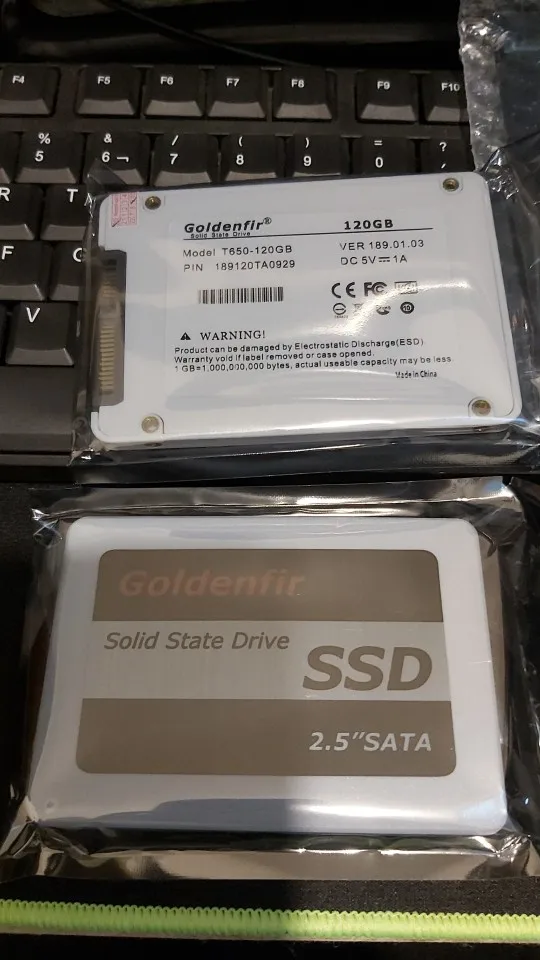 F4 F5 F6 F7 F8 F9 F10
% & / ( ) = ?
5 6 ¬ 7 8 9 0
R T
F
V
Goldenfir® 120GB
Solid State Drive
Model T650-120GB VER 189.01.03
PIN 189120TA0929 DC 5V⎓1A
CE FC
WARNING!
Product can be damaged by Electrostatic Discharge(ESD)
Warranty void if label removed or case opened.
1 GB=1,000,000,000 bytes, actual useable capacity may be less
Made in China
Goldenfir
Solid State Drive
SSD
2.5"SATA